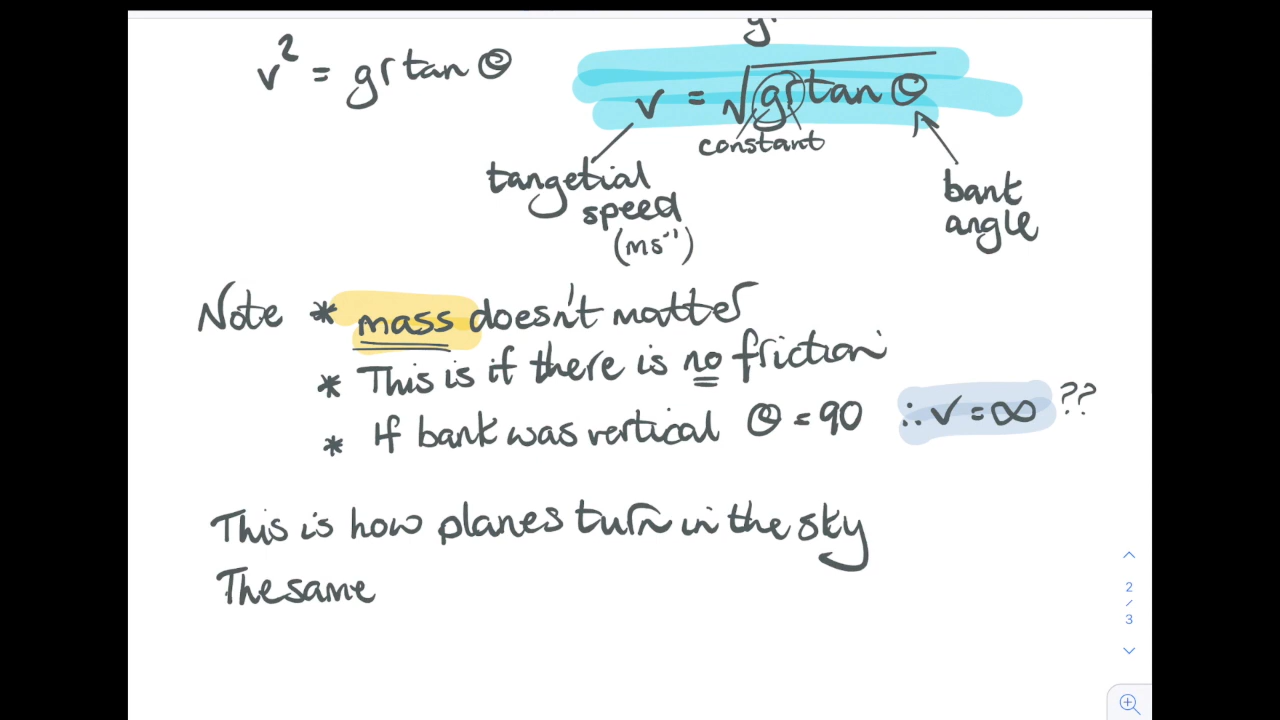 gr
v² = gr tan θ
v = √gr tan θ
constant
tangetial
speed
(ms⁻¹)
bank
angle
Note * mass doesn't matter
* This is if there is no friction
* If bank was vertical θ = 90 ∴ v = ∞ ??
This is how planes turn in the sky
The same
2
/
3